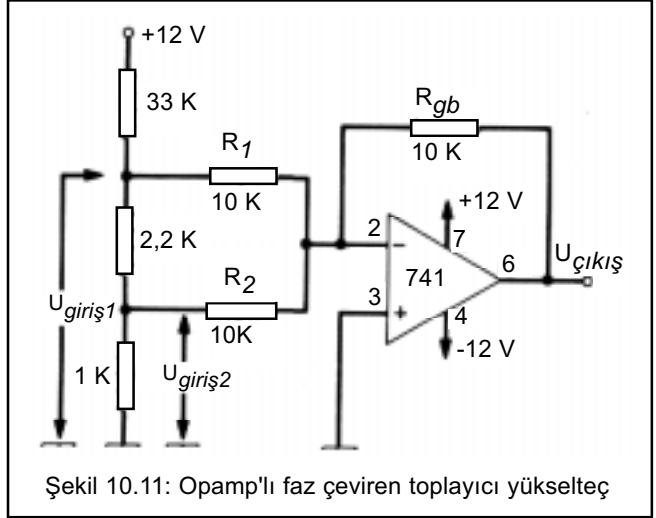 +12 V
33 K
R1
10 K
Rgb
10 K
+12 V
2,2 K
2
7
Uçıkış
6
741
R2
10K
3
4
-12 V
Ugiriş1
1 K
Ugiriş2
Şekil 10.11: Opamp'lı faz çeviren toplayıcı yükselteç